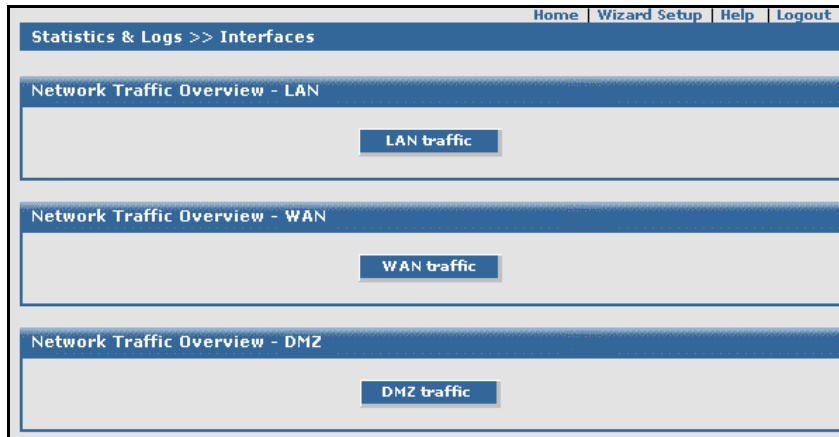 Home | Wizard Setup | Help | Logout
Statistics & Logs >> Interfaces
Network Traffic Overview - LAN
LAN traffic
Network Traffic Overview - WAN
WAN traffic
Network Traffic Overview - DMZ
DMZ traffic